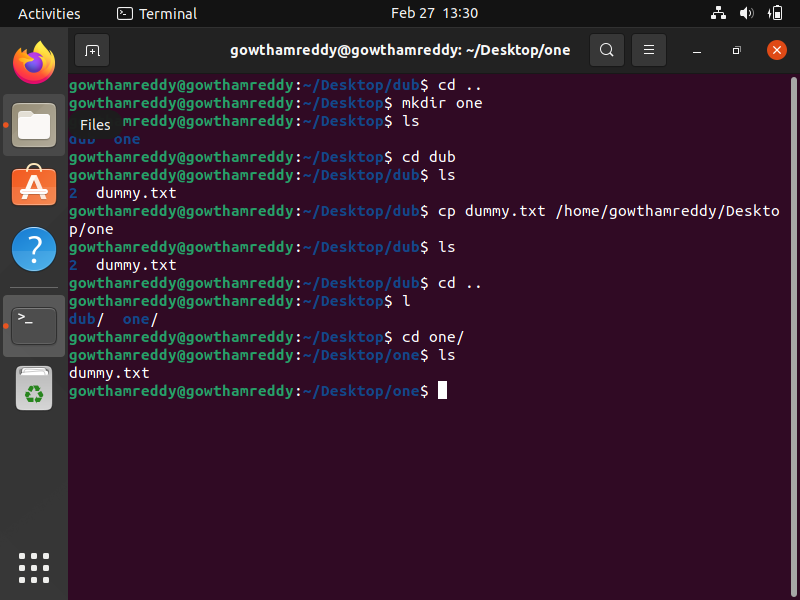 Activities Terminal Feb 27 13:30
gowthamreddy@gowthamreddy: ~/Desktop/one
gowthamreddy@gowthamreddy:~/Desktop/dub$ cd ..
gowthamreddy@gowthamreddy:~/Desktop$ mkdir one
mreddy@gowthamreddy:~/Desktop$ ls
Files
dub one
gowthamreddy@gowthamreddy:~/Desktop$ cd dub
gowthamreddy@gowthamreddy:~/Desktop/dub$ ls
2 dummy.txt
gowthamreddy@gowthamreddy:~/Desktop/dub$ cp dummy.txt /home/gowthamreddy/Deskto
p/one
gowthamreddy@gowthamreddy:~/Desktop/dub$ ls
2 dummy.txt
gowthamreddy@gowthamreddy:~/Desktop/dub$ cd ..
gowthamreddy@gowthamreddy:~/Desktop$ l
dub/ one/
gowthamreddy@gowthamreddy:~/Desktop$ cd one/
gowthamreddy@gowthamreddy:~/Desktop/one$ ls
dummy.txt
gowthamreddy@gowthamreddy:~/Desktop/one$